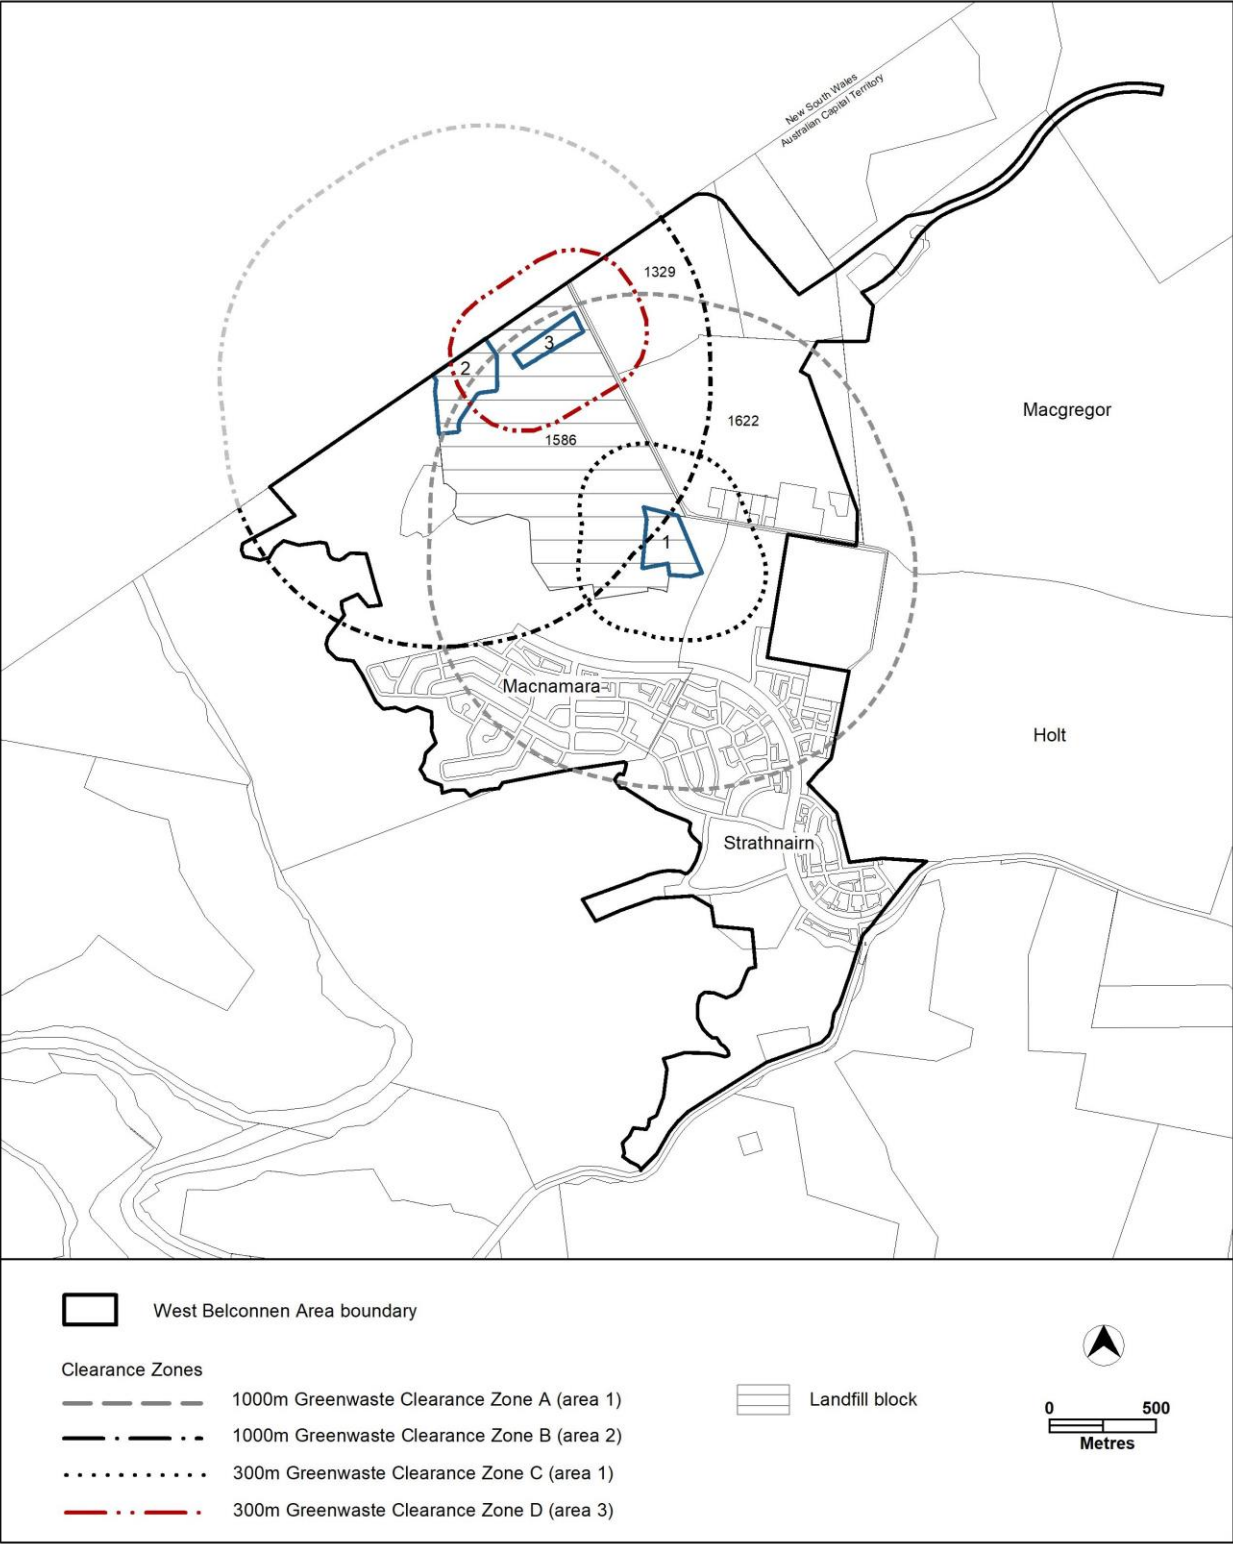 New South Wales
Australian Capital Territory
1329
3
2
Macgregor
1622
1586
1
Macnamara
Holt
Strathnairn
West Belconnen Area boundary
Clearance Zones
1000m Greenwaste Clearance Zone A (area 1)
1000m Greenwaste Clearance Zone B (area 2)
300m Greenwaste Clearance Zone C (area 1)
300m Greenwaste Clearance Zone D (area 3)
Landfill block
0 500
Metres